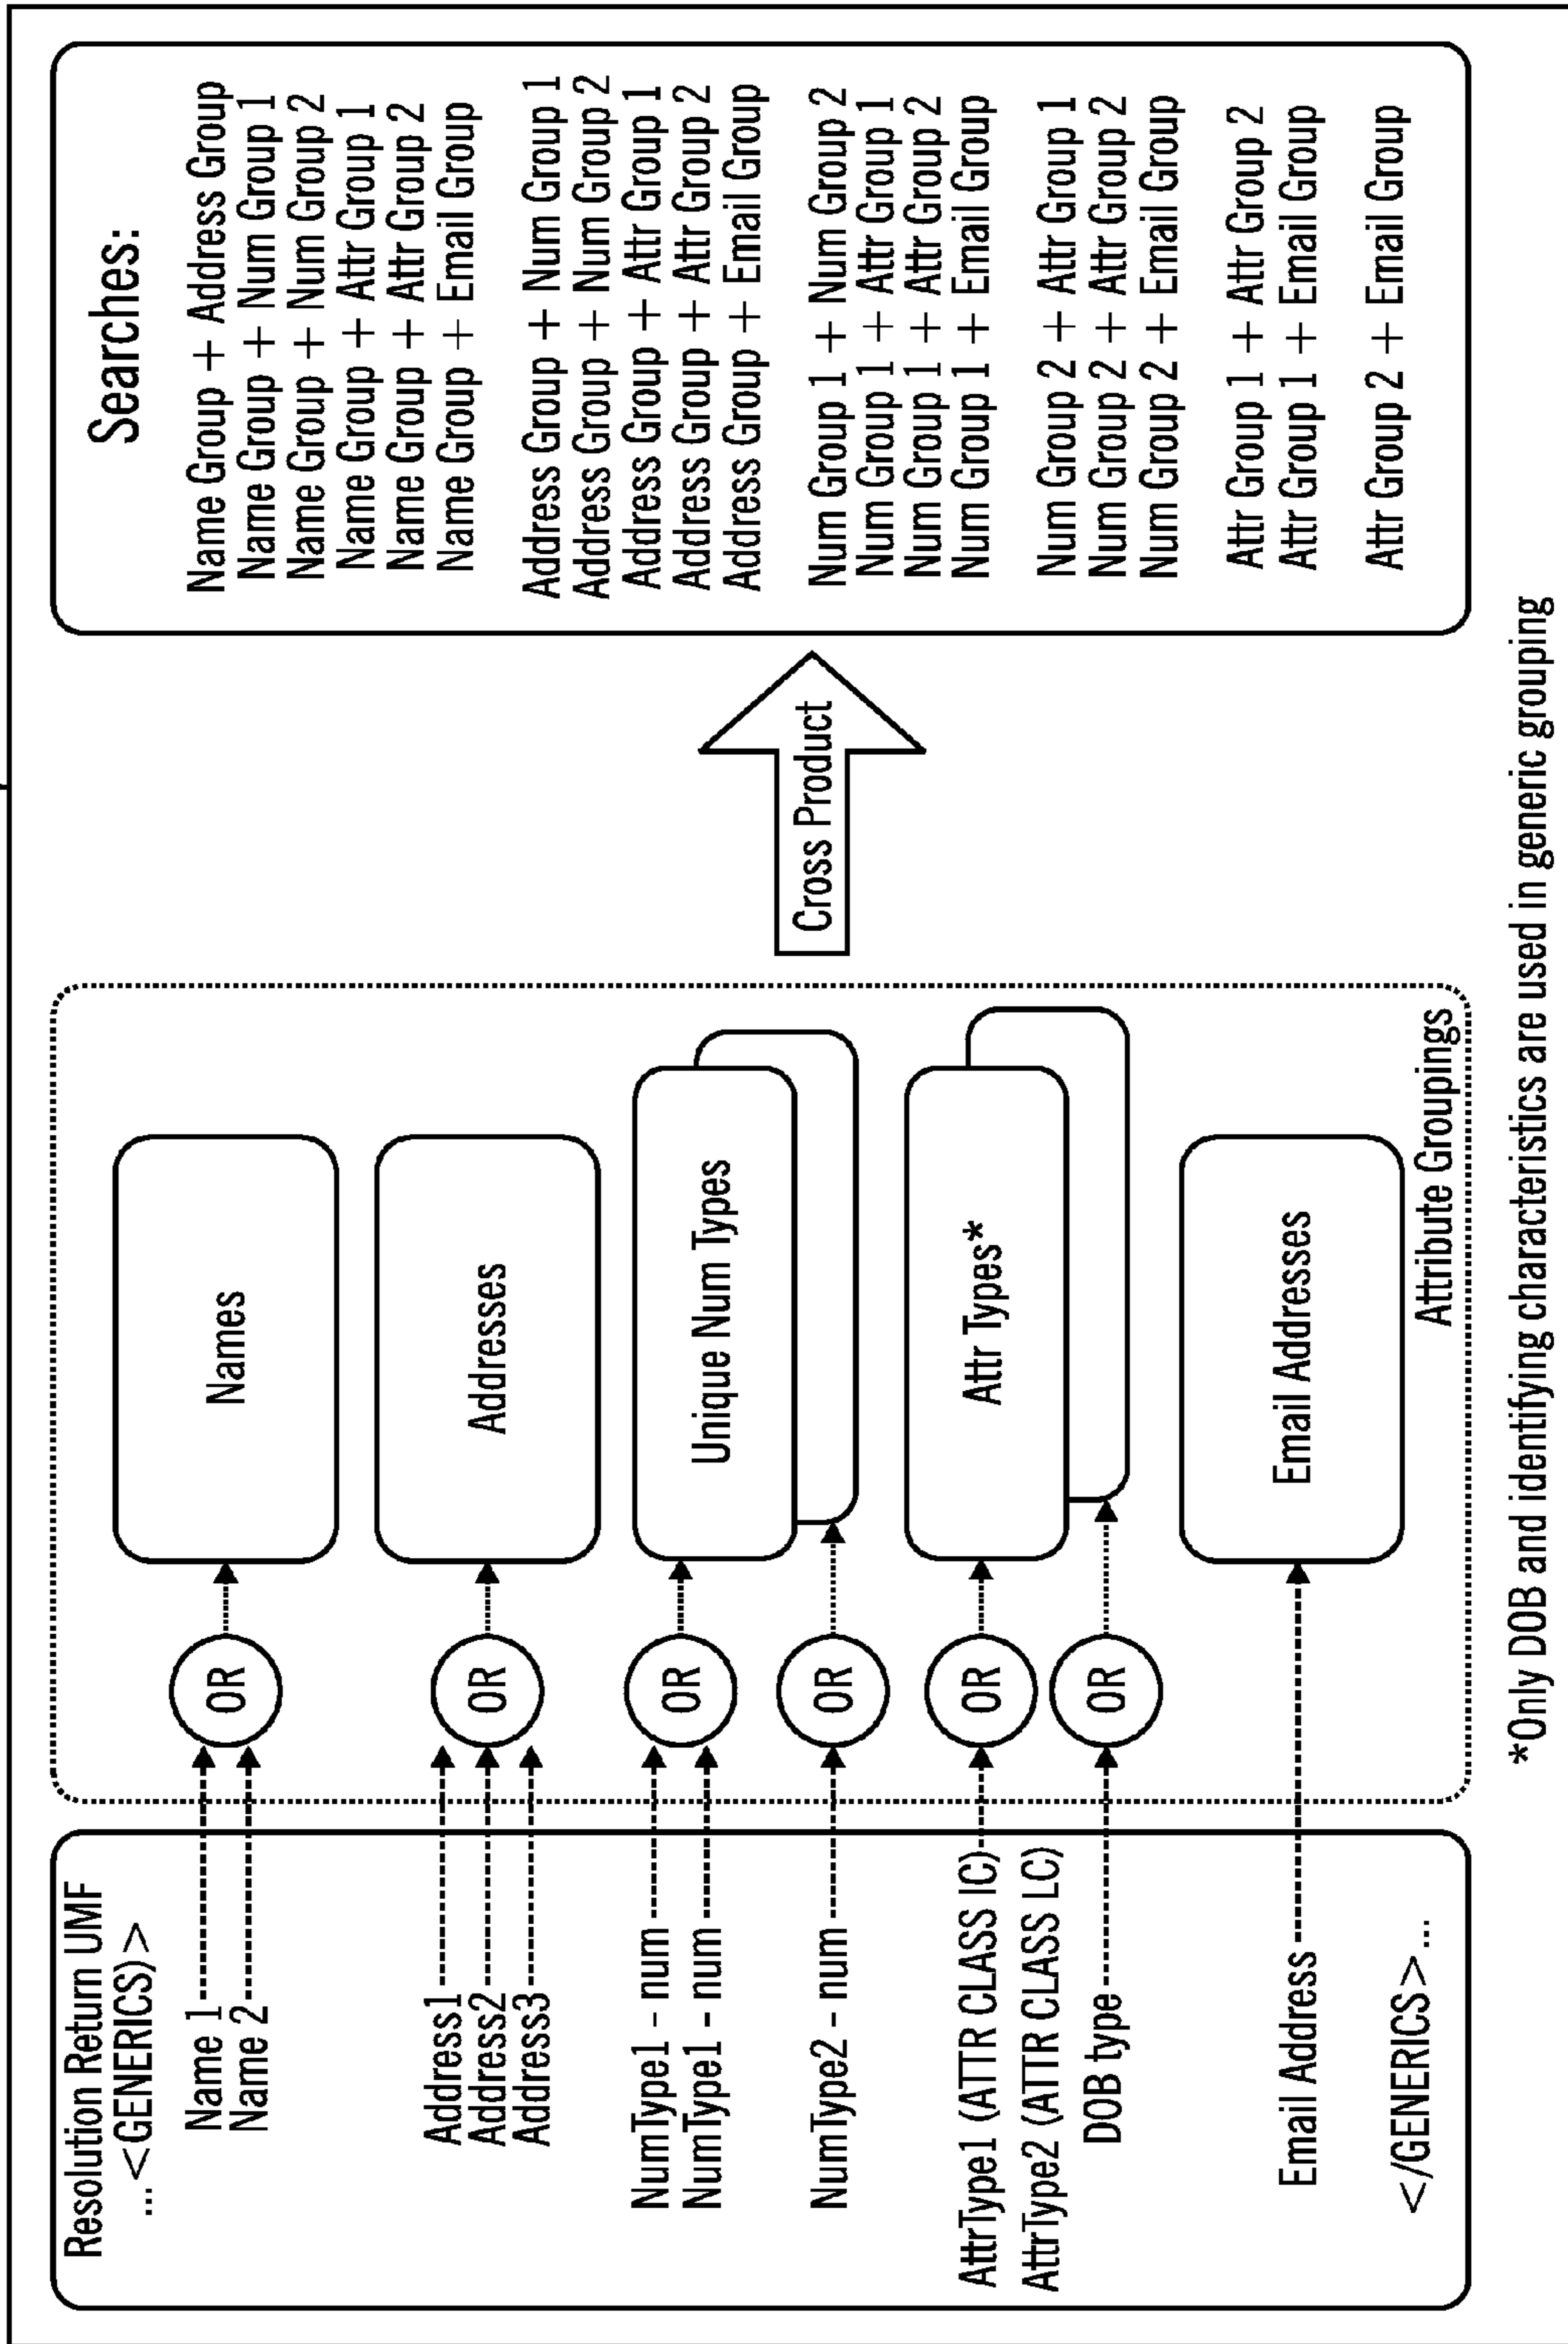 Resolution Return UMF
...<GENERICS)>
Name 1
Name 2
Address1
Address2
Address3
NumType1 - num
NumType1 - num
NumType2 - num
AttrType1 (ATTR CLASS IC)
AttrType2 (ATTR CLASS LC)
DOB type
Email Address
</GENERICS>...
OR
OR
OR
OR
OR
OR
Names
Addresses
Unique Num Types
Attr Types*
Email Addresses
Attribute Groupings
Cross Product
Searches:
Name Group + Address Group
Name Group + Num Group 1
Name Group + Num Group 2
Name Group + Attr Group 1
Name Group + Attr Group 2
Name Group + Email Group
Address Group + Num Group 1
Address Group + Num Group 2
Address Group + Attr Group 1
Address Group + Attr Group 2
Address Group + Email Group
Num Group 1 + Num Group 2
Num Group 1 + Attr Group 1
Num Group 1 + Attr Group 2
Num Group 1 + Email Group
Num Group 2 + Attr Group 1
Num Group 2 + Attr Group 2
Num Group 2 + Email Group
Attr Group 1 + Attr Group 2
Attr Group 1 + Email Group
Attr Group 2 + Email Group
*Only DOB and identifying characteristics are used in generic grouping